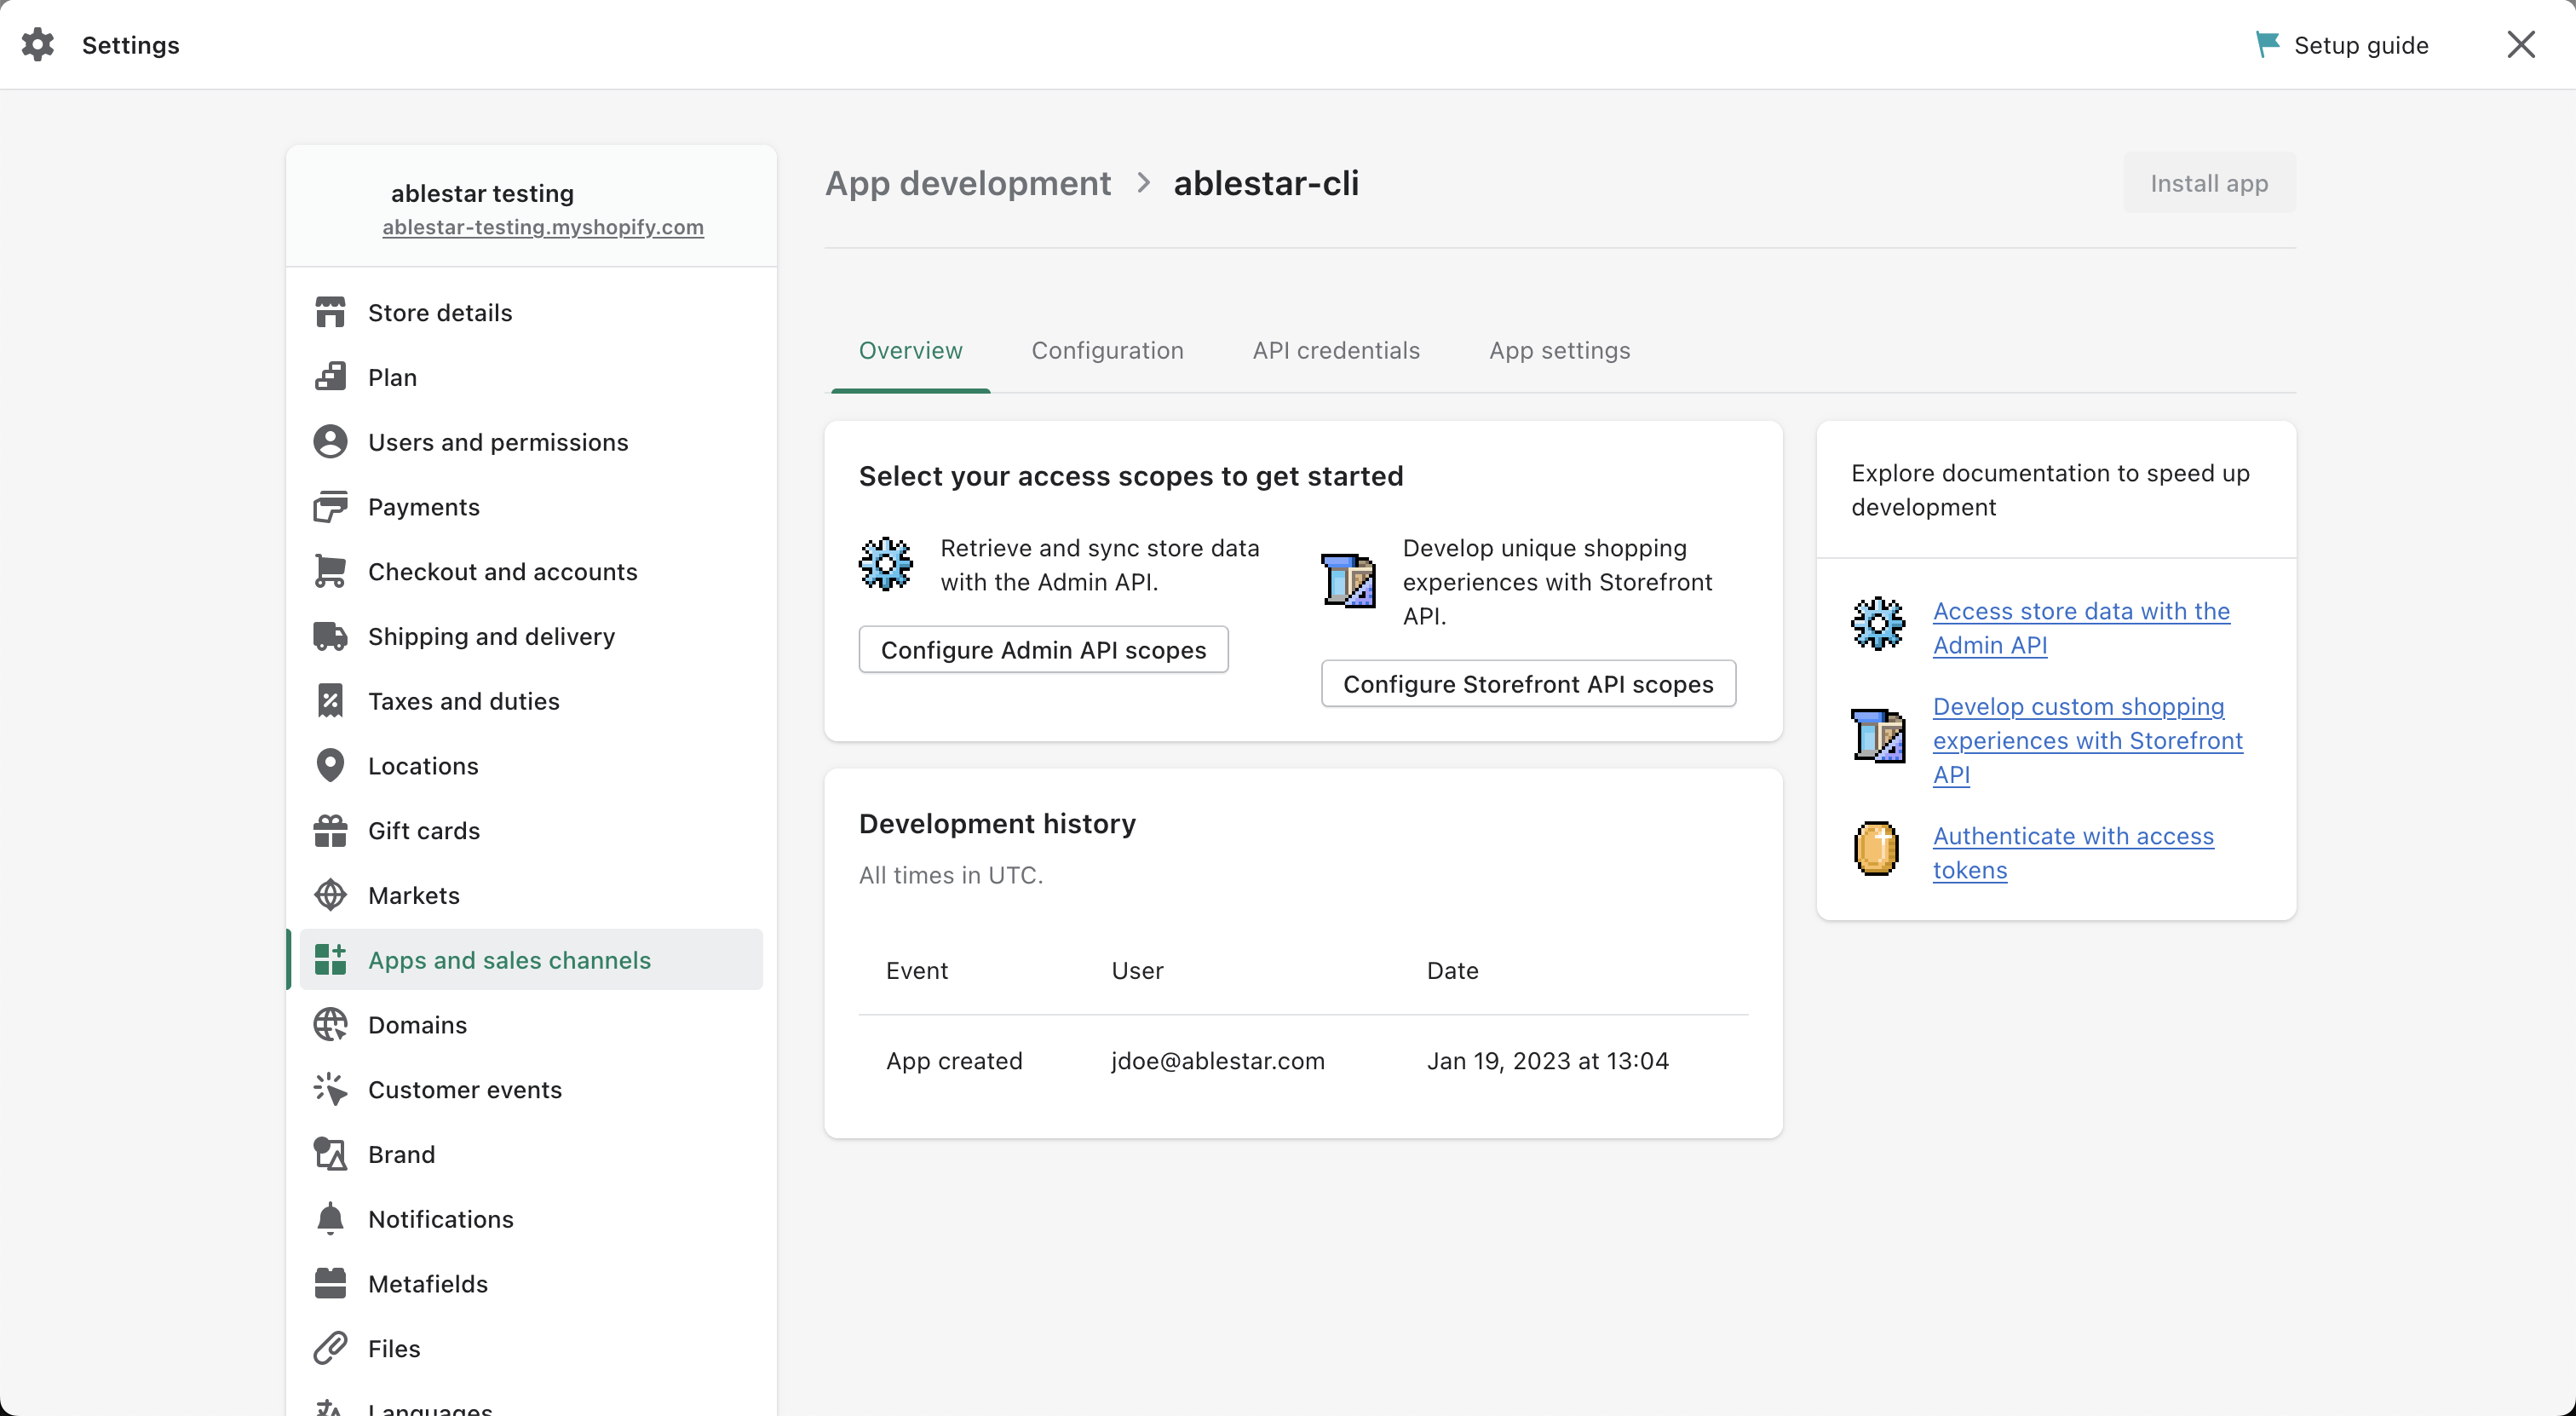 Settings
Setup guide
ablestar testing
ablestar-testing.myshopify.com
Store details
Plan
Users and permissions
Payments
Checkout and accounts
Shipping and delivery
Taxes and duties
Locations
Gift cards
Markets
Apps and sales channels
Domains
Customer events
Brand
Notifications
Metafields
Files
Languages
App development > ablestar-cli
Install app
Overview
Configuration
API credentials
App settings
Select your access scopes to get started
Retrieve and sync store data
with the Admin API.
Configure Admin API scopes
Develop unique shopping
experiences with Storefront
API.
Configure Storefront API scopes
Development history
All times in UTC.
Event User Date
App created jdoe@ablestar.com Jan 19, 2023 at 13:04
Explore documentation to speed up
development
Access store data with the
Admin API
Develop custom shopping
experiences with Storefront
API
Authenticate with access
tokens